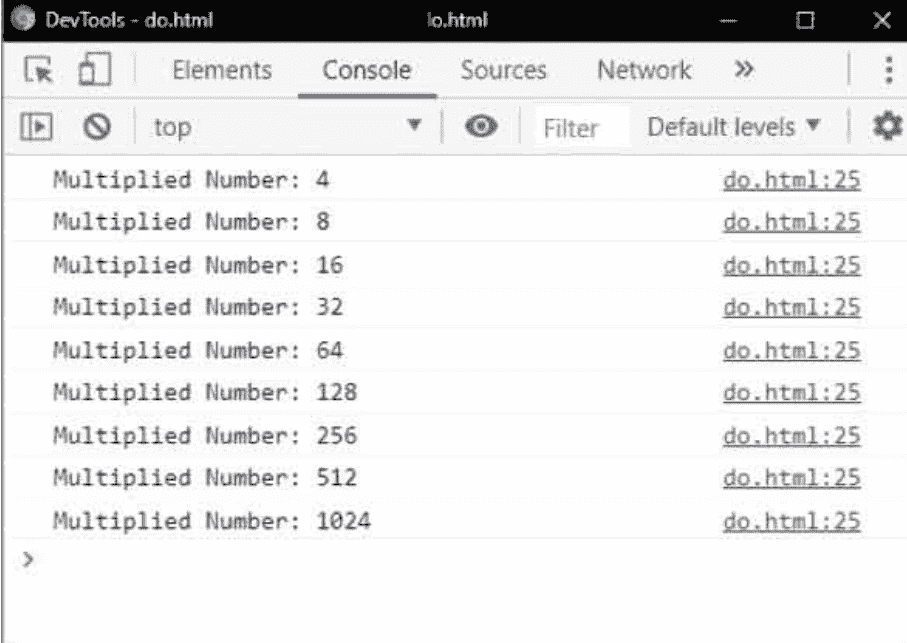 DevTools - do.html lo.html
Elements Console Sources Network »
top Filter Default levels
Multiplied Number: 4 do.html:25
Multiplied Number: 8 do.html:25
Multiplied Number: 16 do.html:25
Multiplied Number: 32 do.html:25
Multiplied Number: 64 do.html:25
Multiplied Number: 128 do.html:25
Multiplied Number: 256 do.html:25
Multiplied Number: 512 do.html:25
Multiplied Number: 1024 do.html:25
>